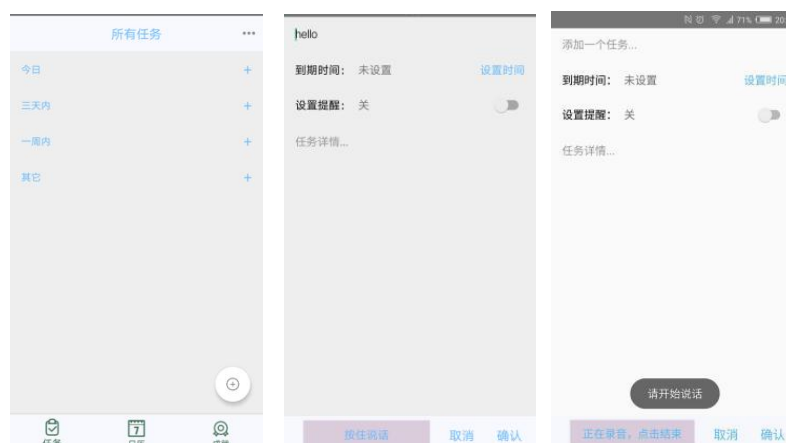 所有任务
今日 +
三天内 +
一周内 +
其它 +
7
任务
hello
到期时间： 未设置 设置时间
设置提醒： 关
任务详情...
按住说话 取消 确认
71% 20
添加一个任务...
到期时间： 未设置 设置时间
设置提醒： 关
任务详情...
请开始说话
正在录音，点击结束 取消 确认